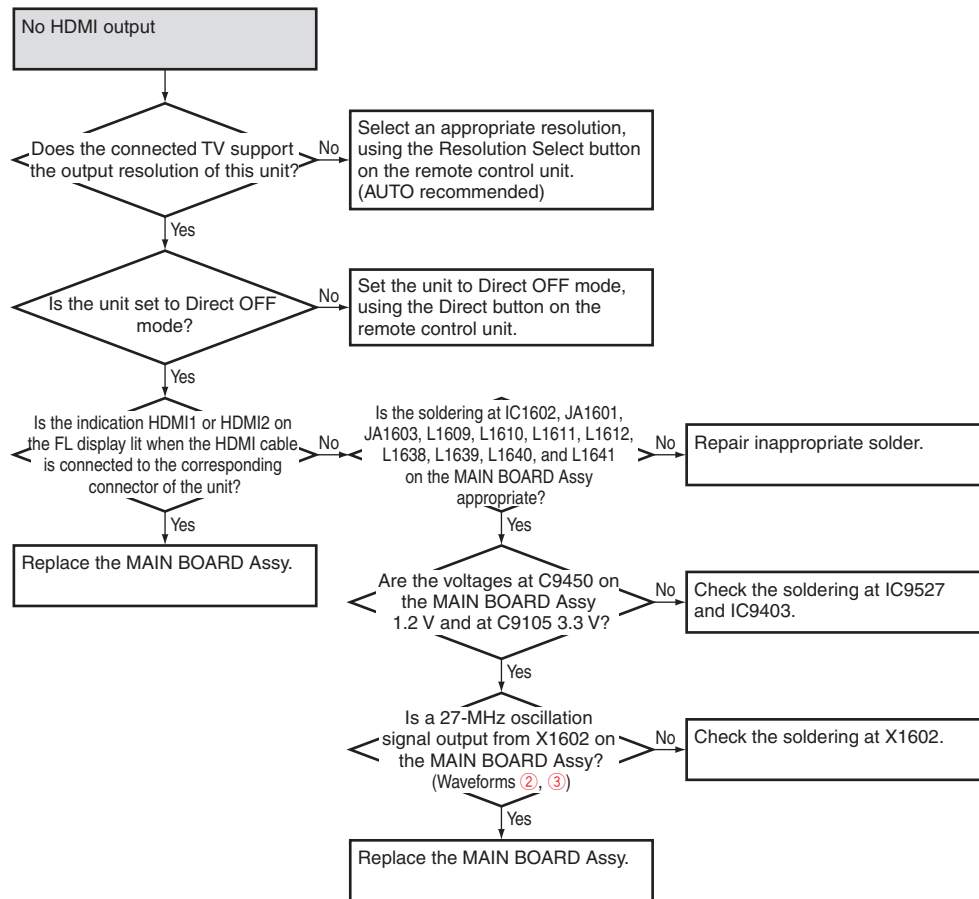 No HDMI output
Does the connected TV support
the output resolution of this unit?
No
Select an appropriate resolution,
using the Resolution Select button
on the remote control unit.
(AUTO recommended)
Yes
Is the unit set to Direct OFF
mode?
No
Set the unit to Direct OFF mode,
using the Direct button on the
remote control unit.
Yes
Is the indication HDMI1 or HDMI2 on
the FL display lit when the HDMI cable
is connected to the corresponding
connector of the unit?
No
Is the soldering at IC1602, JA1601,
JA1603, L1609, L1610, L1611, L1612,
L1638, L1639, L1640, and L1641
on the MAIN BOARD Assy
appropriate?
No
Repair inappropriate solder.
Yes
Replace the MAIN BOARD Assy.
Yes
Are the voltages at C9450 on
the MAIN BOARD Assy
1.2 V and at C9105 3.3 V?
No
Check the soldering at IC9527
and IC9403.
Yes
Is a 27-MHz oscillation
signal output from X1602 on
the MAIN BOARD Assy?
(Waveforms ②, ③)
No
Check the soldering at X1602.
Yes
Replace the MAIN BOARD Assy.